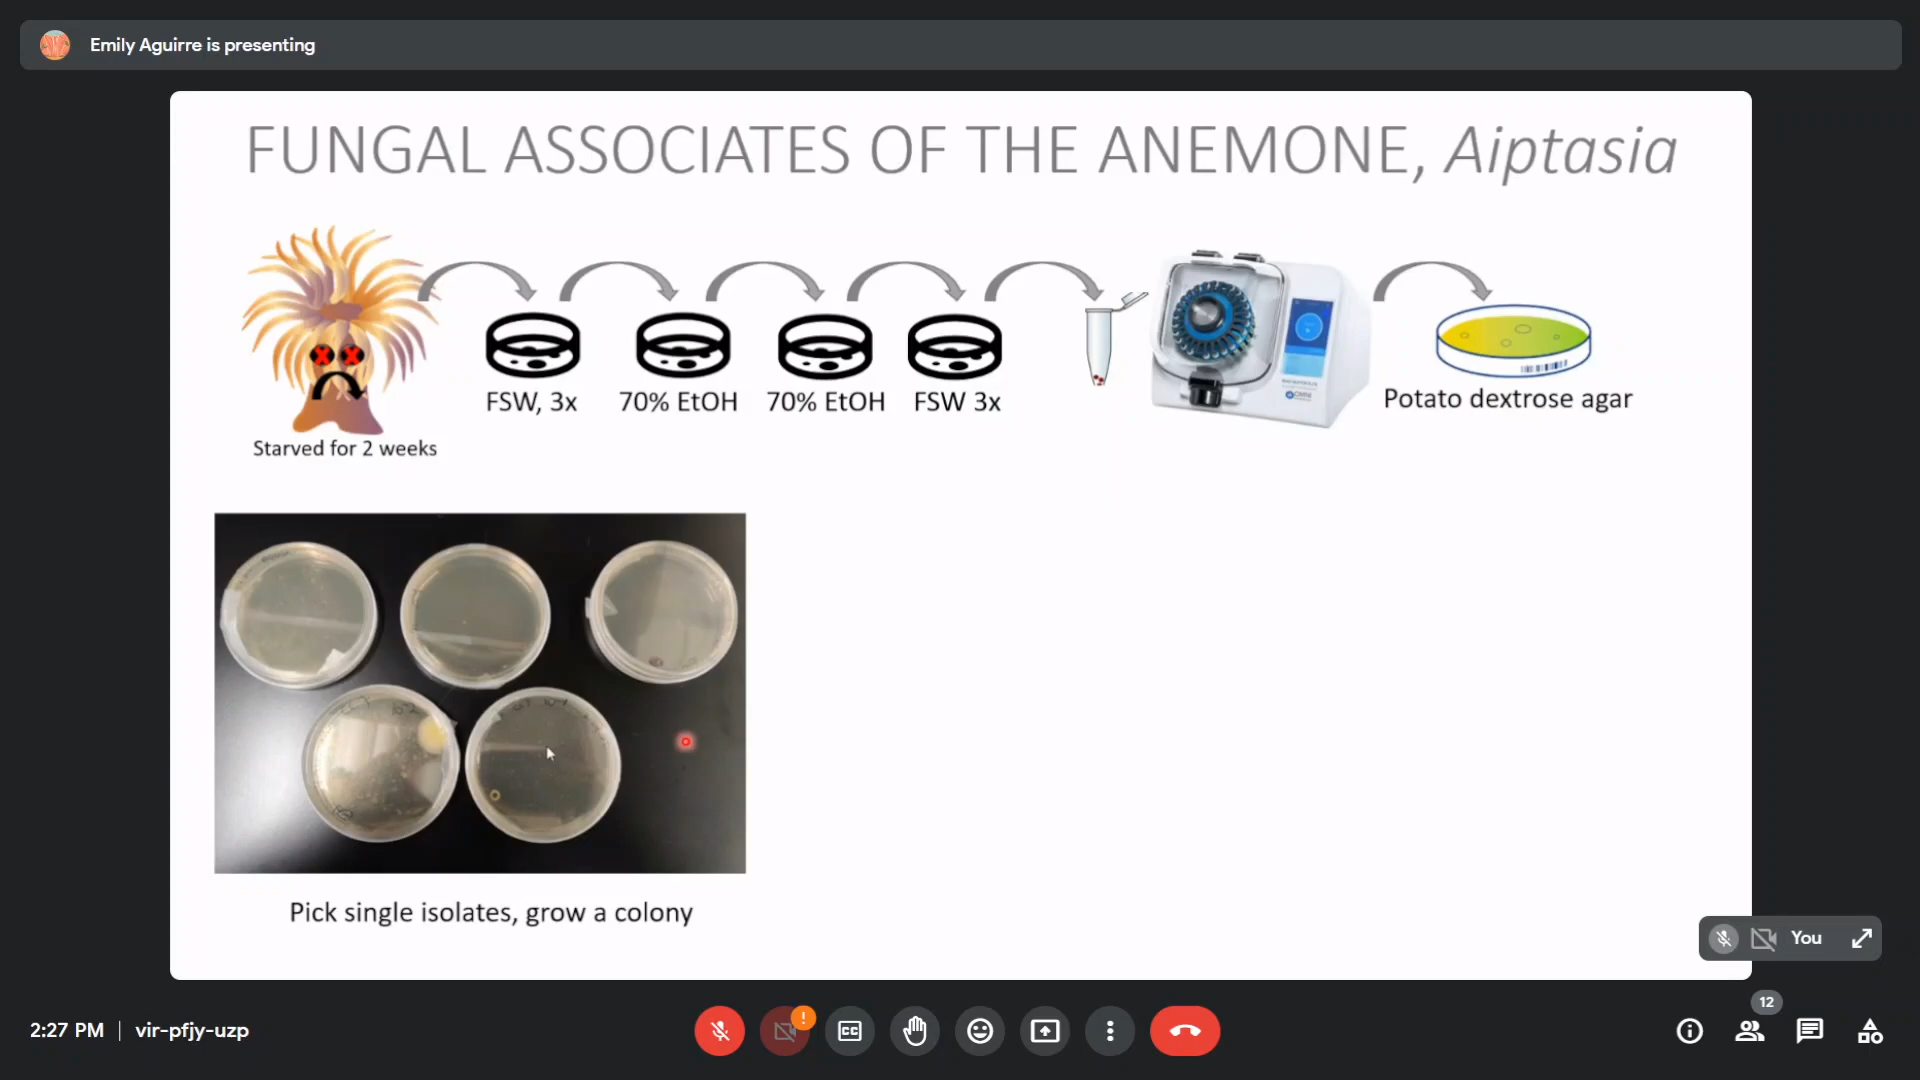 Emily Aguirre is presenting
FUNGAL ASSOCIATES OF THE ANEMONE, Aiptasia
FSW, 3x
70% EtOH
70% EtOH
FSW 3x
Potato dextrose agar
Starved for 2 weeks
Pick single isolates, grow a colony
You
12
2:27 PM | vir-pfjy-uzp
!
CC